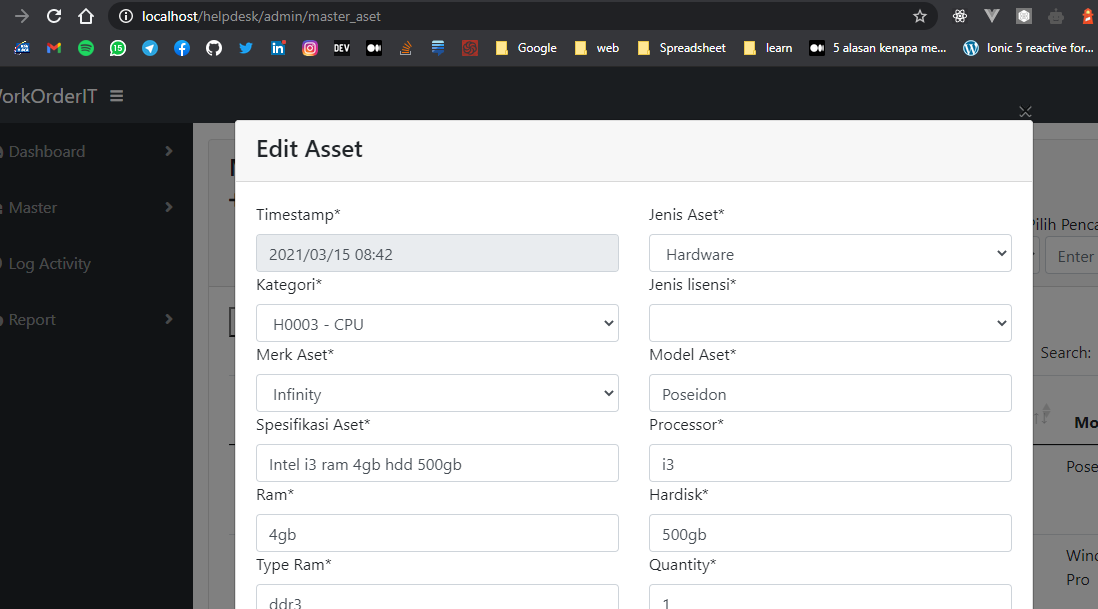 localhost/helpdesk/admin/master_aset
15
DEV
Google
web
Spreadsheet
learn
5 alasan kenapa me...
Ionic 5 reactive for...
orkOrderIT
Edit Asset
Dashboard
Master
Log Activity
Report
Timestamp*
Jenis Aset*
2021/03/15 08:42
Hardware
Kategori*
Jenis lisensi*
H0003 - CPU
Merk Aset*
Model Aset*
Infinity
Poseidon
Spesifikasi Aset*
Processor*
Intel i3 ram 4gb hdd 500gb
i3
Ram*
Hardisk*
4gb
500gb
Type Ram*
Quantity*
ddr3
1
Pilih Penca
Enter
Search:
Mo
Pose
Wind
Pro